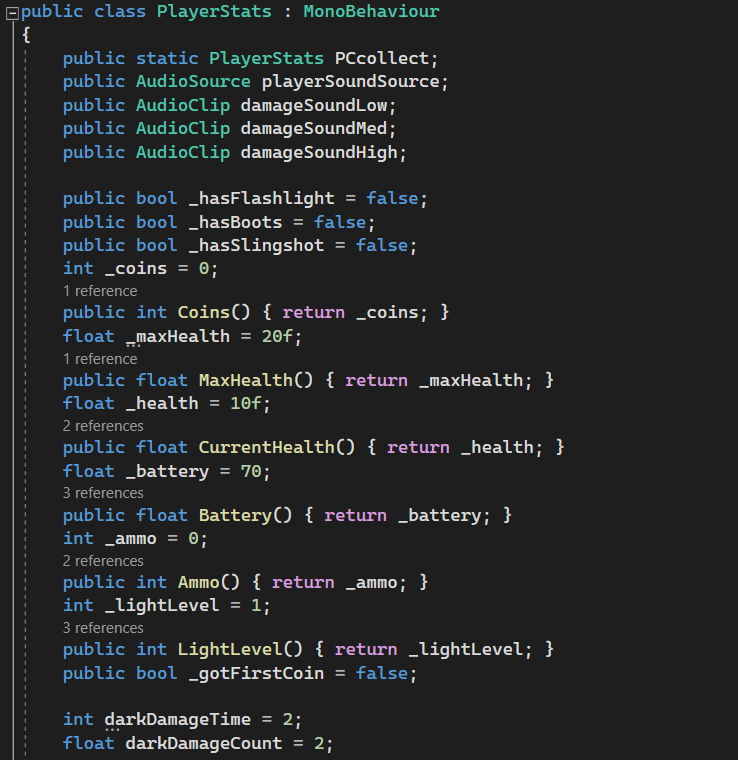 public class PlayerStats : MonoBehaviour
{
public static PlayerStats PCcollect;
public AudioSource playerSoundSource;
public AudioClip damageSoundLow;
public AudioClip damageSoundMed;
public AudioClip damageSoundHigh;
public bool _hasFlashlight = false;
public bool _hasBoots = false;
public bool _hasSlingshot = false;
int _coins = 0;
1 reference
public int Coins() { return _coins; }
float _maxHealth = 20f;
1 reference
public float MaxHealth() { return _maxHealth; }
float _health = 10f;
2 references
public float CurrentHealth() { return _health; }
float _battery = 70;
3 references
public float Battery() { return _battery; }
int _ammo = 0;
2 references
public int Ammo() { return _ammo; }
int _lightLevel = 1;
3 references
public int LightLevel() { return _lightLevel; }
public bool _gotFirstCoin = false;
int darkDamageTime = 2;
float darkDamageCount = 2;